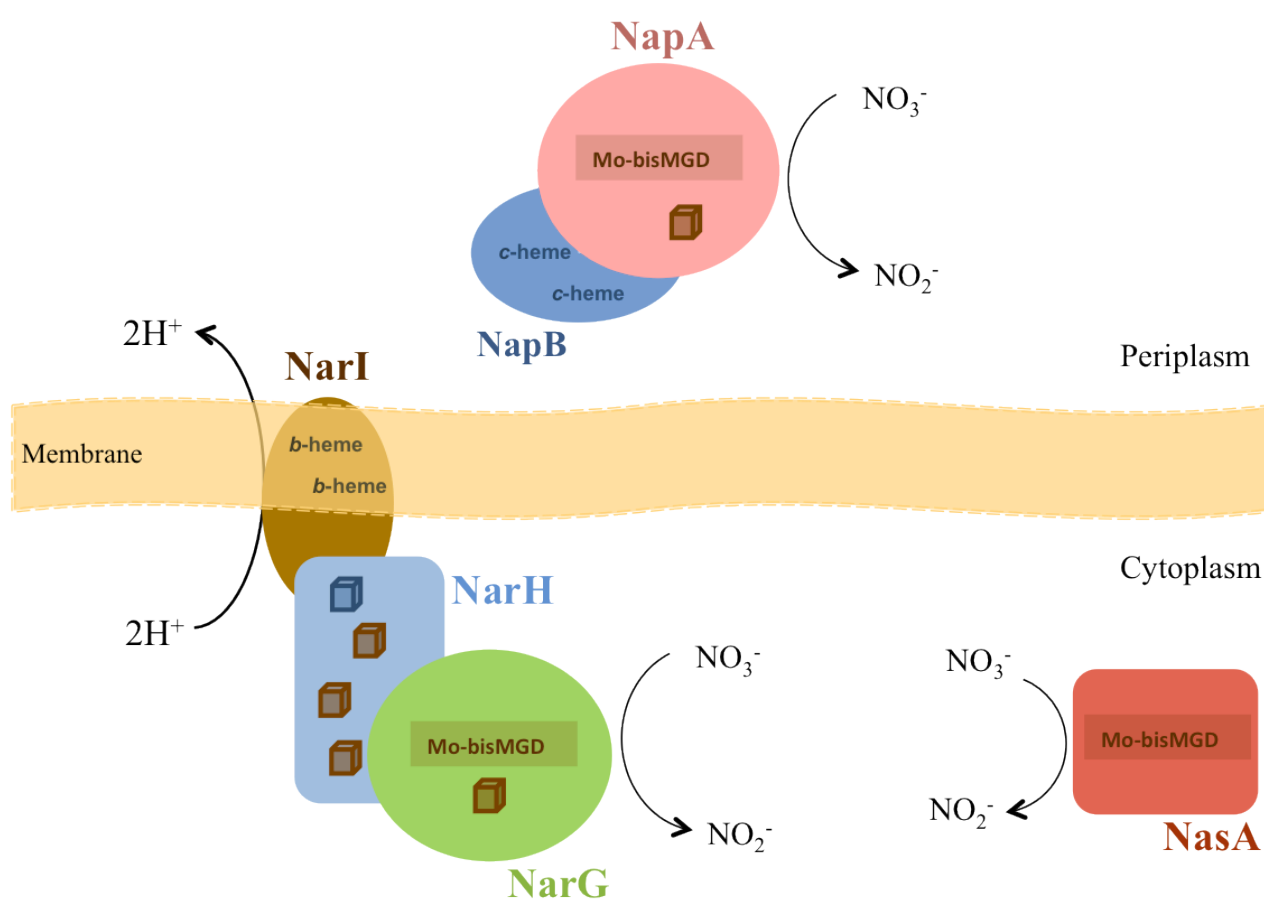 NapA
NO₃⁻
Mo-bisMGD
c-heme
NO₂⁻
c-heme
NapB
2H⁺
NarI
Periplasm
b-heme
Membrane
b-heme
Cytoplasm
NarH
2H⁺
NO₃⁻
NO₃⁻
Mo-bisMGD
Mo-bisMGD
NO₂⁻
NO₂⁻
NasA
NarG